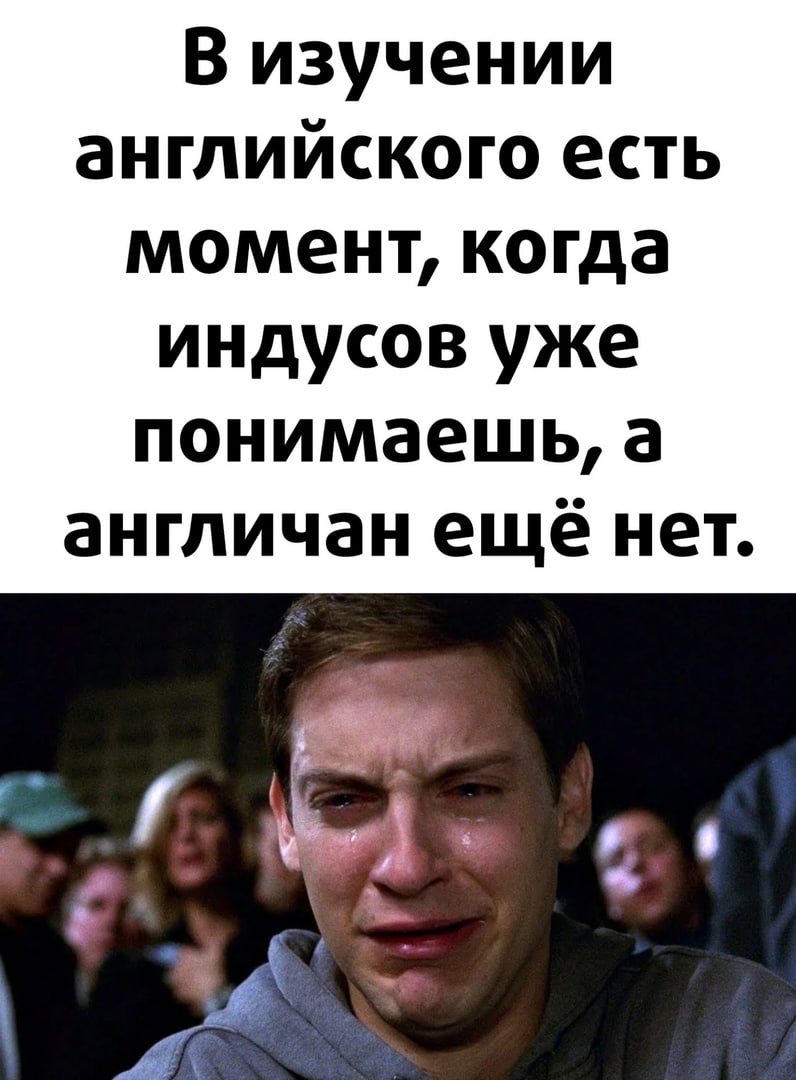 В изучении
английского есть
момент, когда
индусов уже
понимаешь, а
англичан ещё нет.